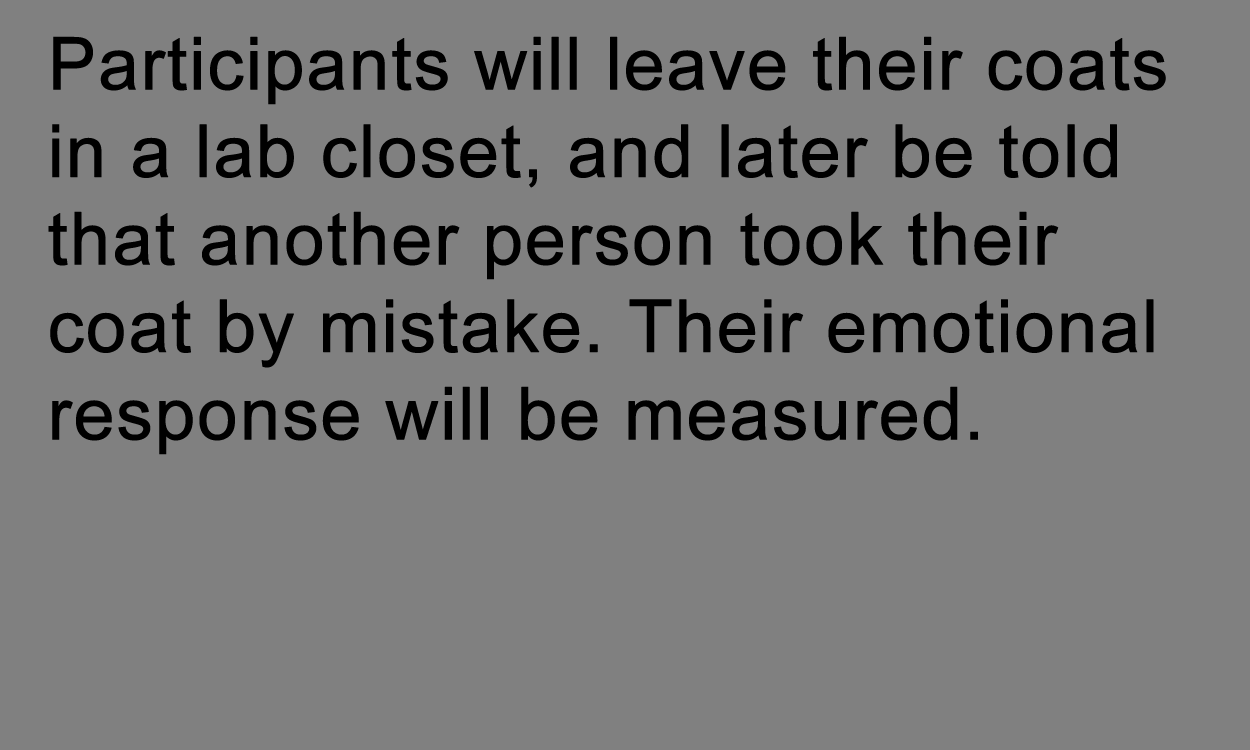 Participants will leave their coats
in a lab closet, and later be told
that another person took their
coat by mistake. Their emotional
response will be measured.